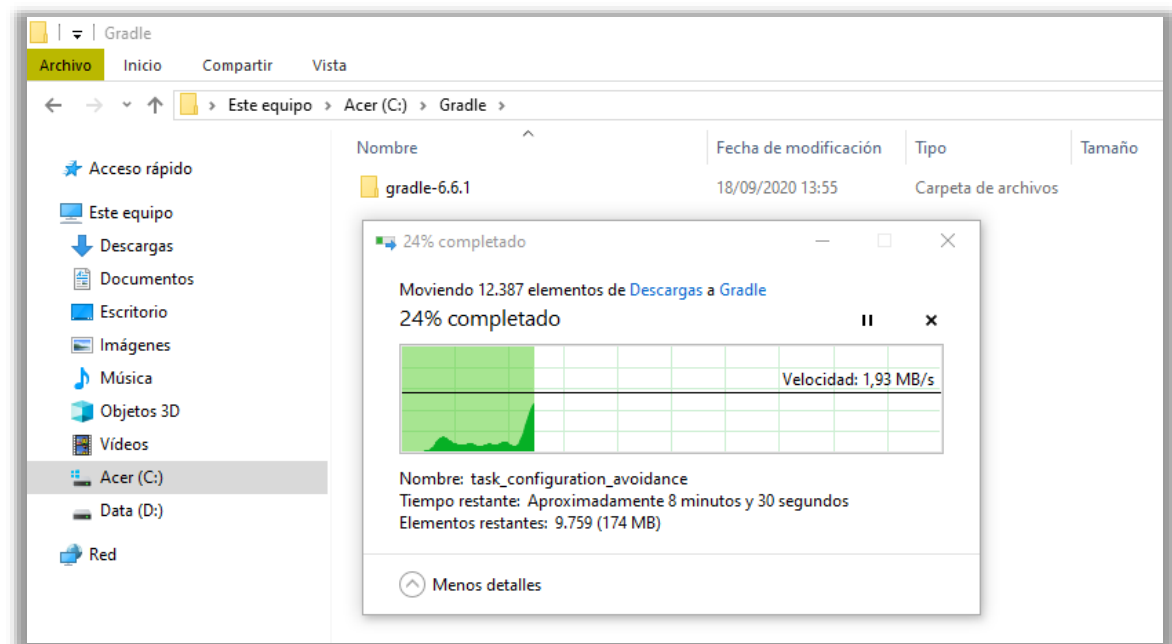 Gradle
Archivo Inicio Compartir Vista
Este equipo > Acer (C:) > Gradle >
Nombre Fecha de modificación Tipo Tamaño
gradle-6.6.1 18/09/2020 13:55 Carpeta de archivos
Acceso rápido
Este equipo
Descargas
Documentos
Escritorio
Imágenes
Música
Objetos 3D
Vídeos
Acer (C:)
Data (D:)
Red
24% completado
Moviendo 12.387 elementos de Descargas a Gradle
24% completado
Velocidad: 1,93 MB/s
Nombre: task_configuration_avoidance
Tiempo restante: Aproximadamente 8 minutos y 30 segundos
Elementos restantes: 9.759 (174 MB)
Menos detalles